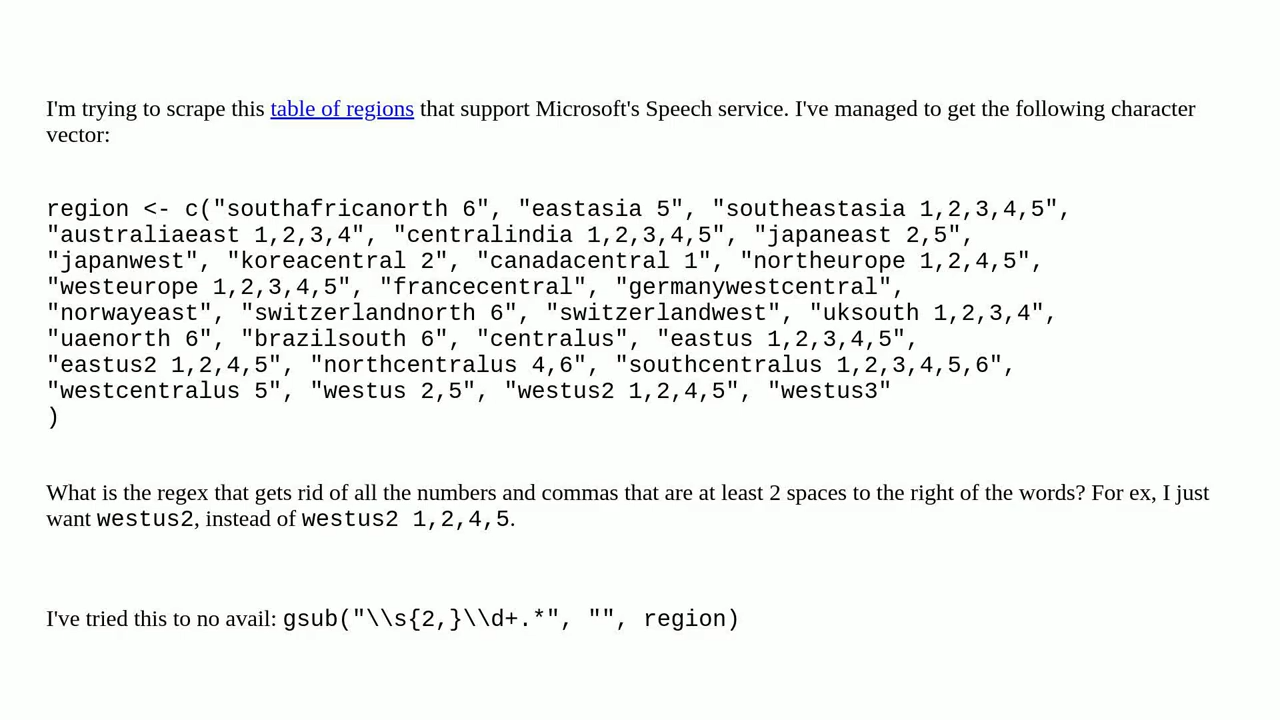 I'm trying to scrape this table of regions that support Microsoft's Speech service. I've managed to get the following character
vector:
region <- c("southafricanorth 6", "eastasia 5", "southeastasia 1,2,3,4,5",
"australiaeast 1,2,3,4", "centralindia 1,2,3,4,5", "japaneast 2,5",
"japanwest", "koreacentral 2", "canadacentral 1", "northeurope 1,2,4,5",
"westeurope 1,2,3,4,5", "francecentral", "germanywestcentral",
"norwayeast", "switzerlandnorth 6", "switzerlandwest", "uksouth 1,2,3,4",
"uaenorth 6", "brazilsouth 6", "centralus", "eastus 1,2,3,4,5",
"eastus2 1,2,4,5", "northcentralus 4,6", "southcentralus 1,2,3,4,5,6",
"westcentralus 5", "westus 2,5", "westus2 1,2,4,5", "westus3"
)
What is the regex that gets rid of all the numbers and commas that are at least 2 spaces to the right of the words? For ex, I just
want westus2, instead of westus2 1,2,4,5.
I've tried this to no avail: gsub("\\s{2,}\\d+.*", "", region)